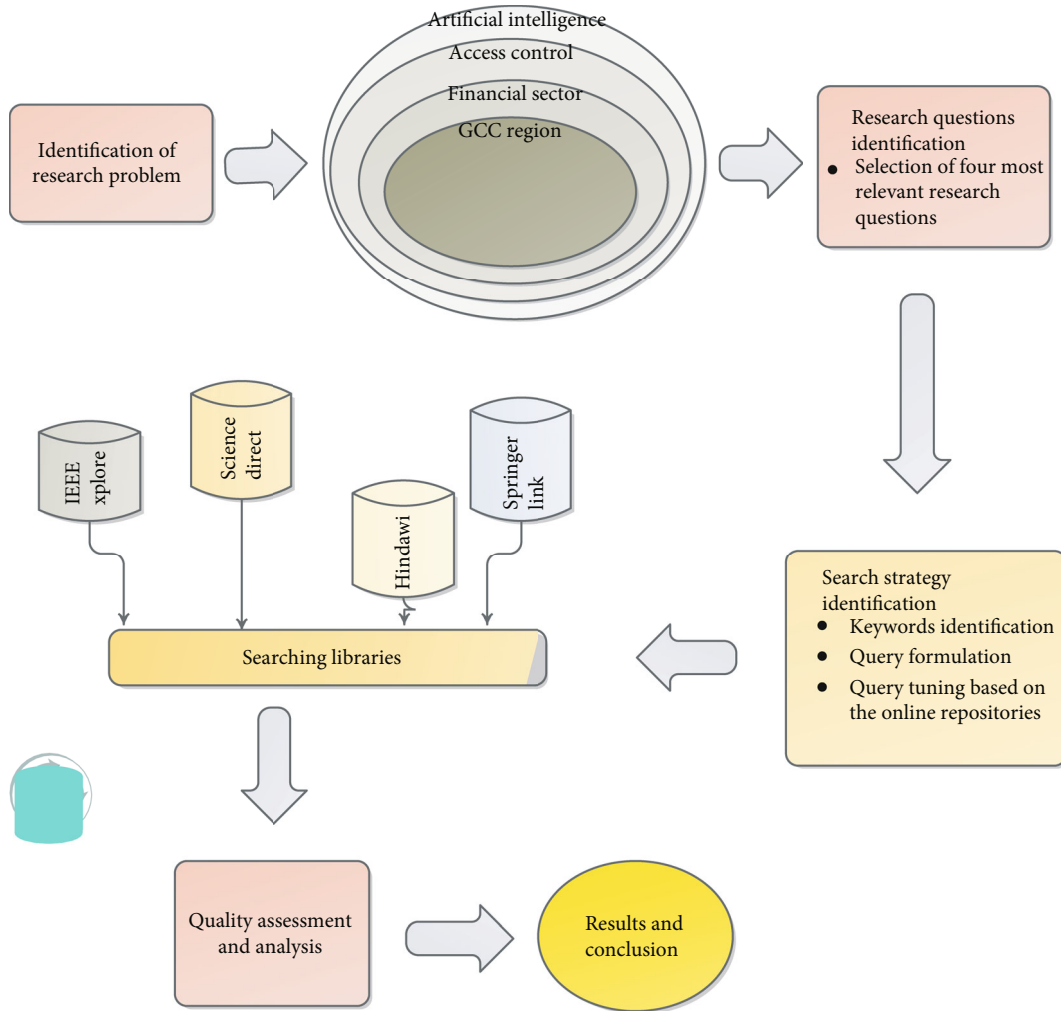 Artificial intelligence
Access control
Financial sector
GCC region
Identification of
research problem
Research questions
identification
• Selection of four most
relevant research
questions
IEEE
xplore
Science
direct
Hindawi
Springer
link
Search strategy
identification
• Keywords identification
• Query formulation
• Query tuning based on
the online repositories
Searching libraries
Quality assessment
and analysis
Results and
conclusion